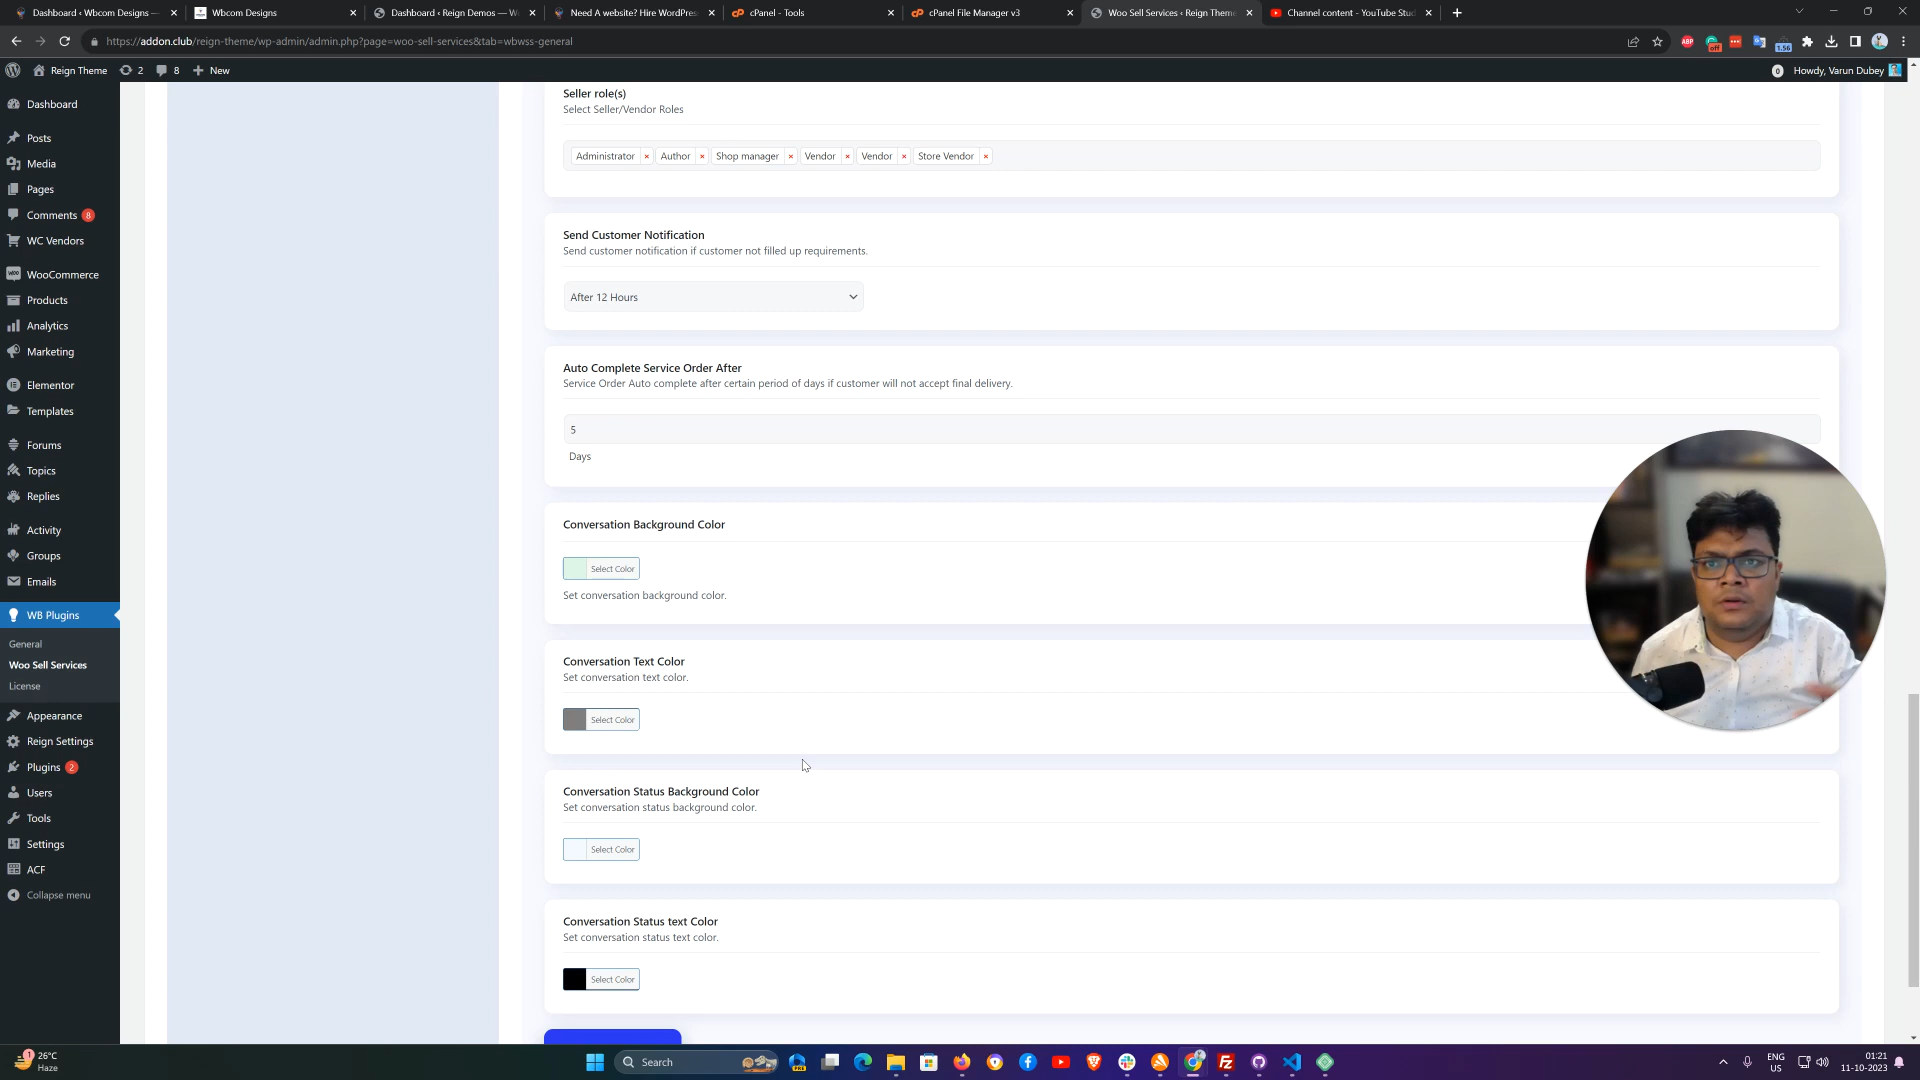 Dashboard ‹ Wbcom Designs —
Wbcom Designs
Dashboard ‹ Reign Demos — W
Need A website? Hire WordPres
cPanel - Tools
cPanel File Manager v3
Woo Sell Services ‹ Reign Theme
Channel content - YouTube Stud
https://addon.club/reign-theme/wp-admin/admin.php?page=woo-sell-services&tab=wbwss-general
ABP
off
1.56
Reign Theme
2
8
New
0
Howdy, Varun Dubey
Dashboard
Posts
Media
Pages
Comments 8
WC Vendors
WooCommerce
Products
Analytics
Marketing
Elementor
Templates
Forums
Topics
Replies
Activity
Groups
Emails
WB Plugins
General
Woo Sell Services
License
Appearance
Reign Settings
Plugins 2
Users
Tools
Settings
ACF
Collapse menu
Seller role(s)
Select Seller/Vendor Roles
Administrator × Author × Shop manager × Vendor × Vendor × Store Vendor ×
Send Customer Notification
Send customer notification if customer not filled up requirements.
After 12 Hours
Auto Complete Service Order After
Service Order Auto complete after certain period of days if customer will not accept final delivery.
5
Days
Conversation Background Color
Select Color
Set conversation background color.
Conversation Text Color
Set conversation text color.
Select Color
Conversation Status Background Color
Set conversation status background color.
Select Color
Conversation Status text Color
Set conversation status text color.
Select Color
1
26°C
Haze
Search
ENG
US
01:21
11-10-2023